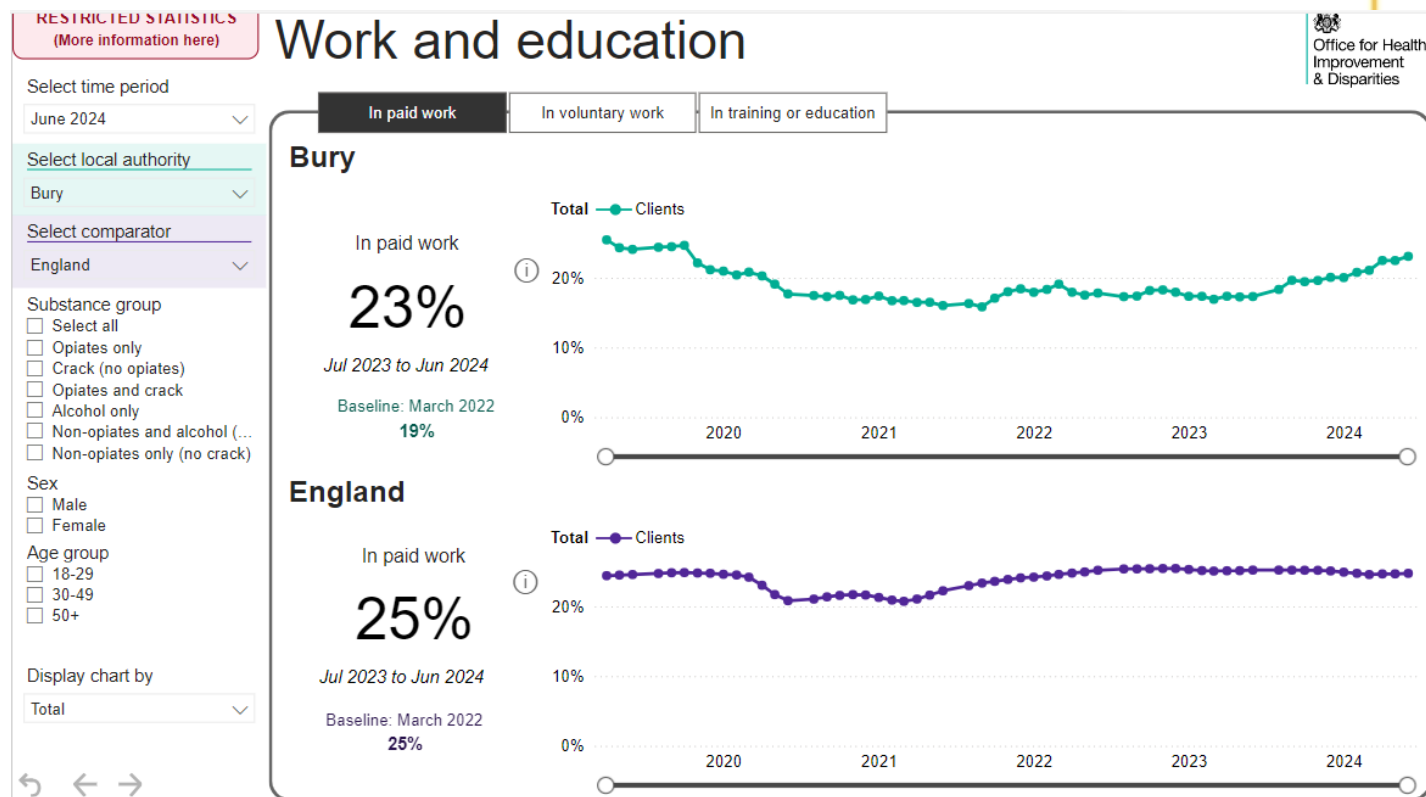 RESTRICTED STATISTICS
(More information here)
Work and education
Office for Health
Improvement
& Disparities
Select time period
June 2024
Select local authority
Bury
Select comparator
England
Substance group
Select all
Opiates only
Crack (no opiates)
Opiates and crack
Alcohol only
Non-opiates and alcohol (...
Non-opiates only (no crack)
Sex
Male
Female
Age group
18-29
30-49
50+
Display chart by
Total
In paid work
In voluntary work
In training or education
Bury
In paid work
23%
Jul 2023 to Jun 2024
Baseline: March 2022
19%
Total Clients
20%
10%
0%
2020 2021 2022 2023 2024
England
In paid work
25%
Jul 2023 to Jun 2024
Baseline: March 2022
25%
Total Clients
20%
10%
0%
2020 2021 2022 2023 2024